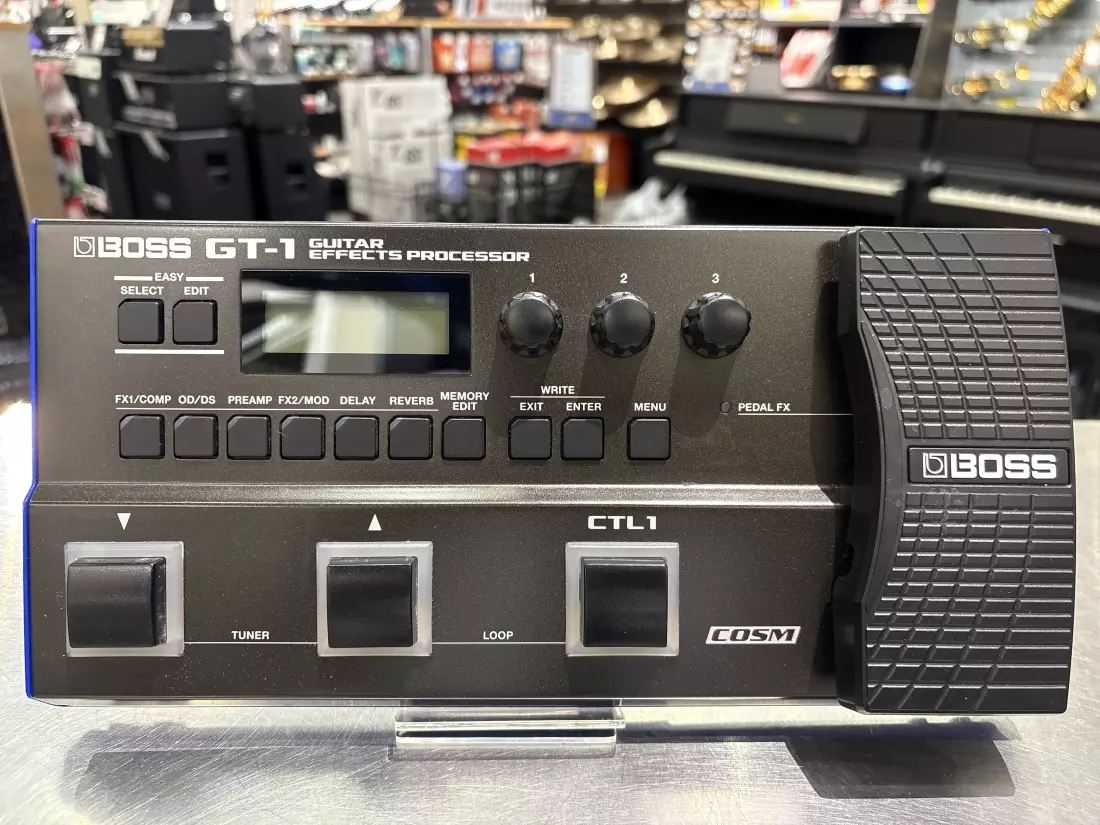 BOSS GT-1 GUITAR
EFFECTS PROCESSOR
EASY
SELECT EDIT
1 2 3
FX1/COMP OD/DS PREAMP FX2/MOD DELAY REVERB MEMORY
EDIT
WRITE
EXIT ENTER MENU
PEDAL FX
BOSS
▼ ▲ CTL1
TUNER LOOP
COSM